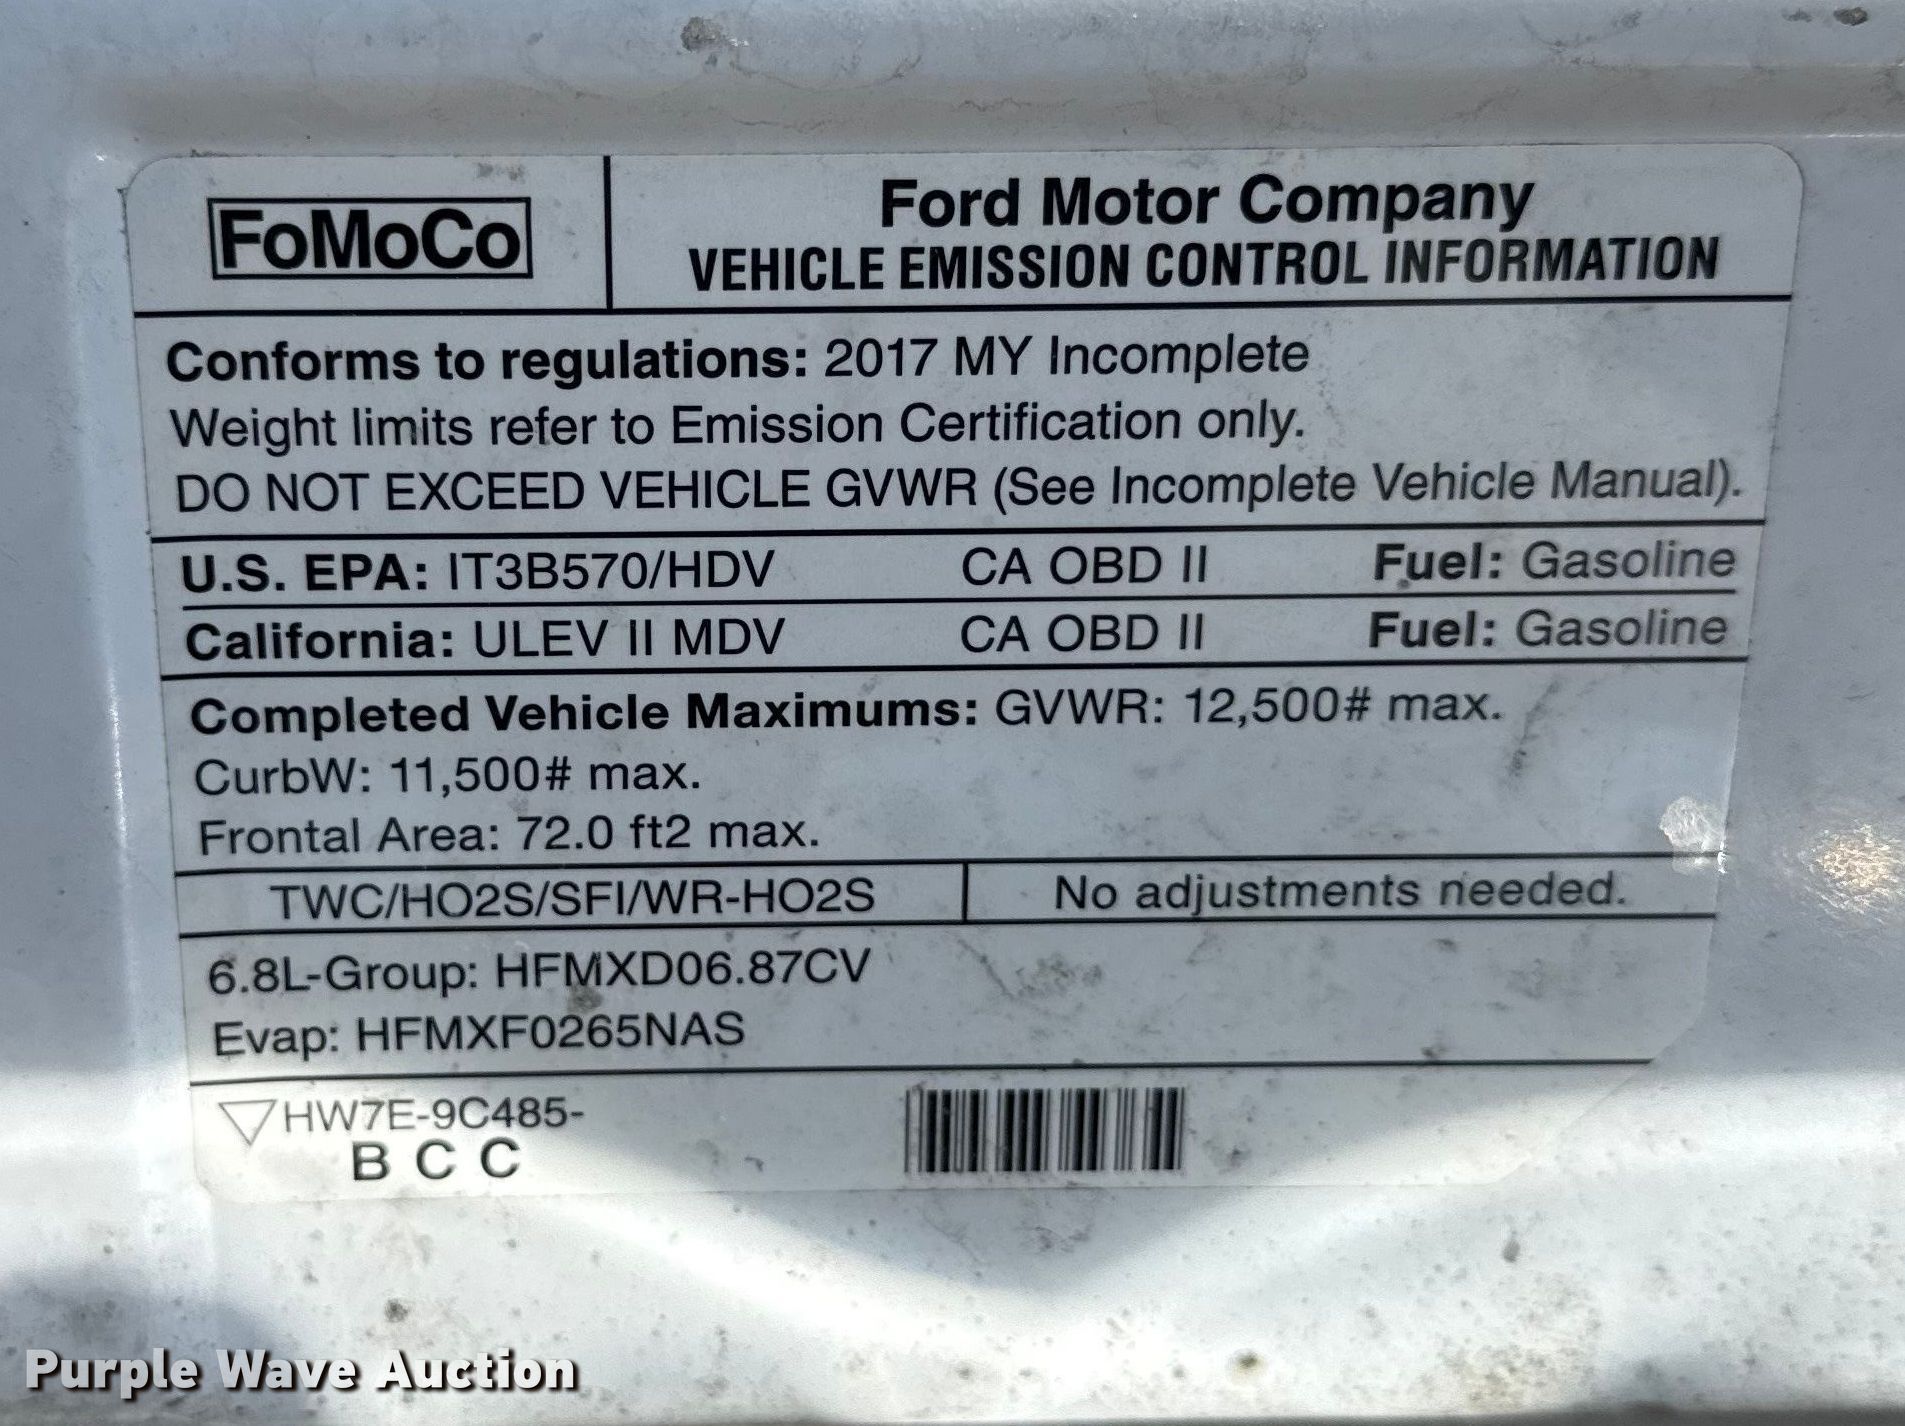 FoMoCo
Ford Motor Company
VEHICLE EMISSION CONTROL INFORMATION
Conforms to regulations: 2017 MY Incomplete
Weight limits refer to Emission Certification only.
DO NOT EXCEED VEHICLE GVWR (See Incomplete Vehicle Manual).
U.S. EPA: IT3B570/HDV CA OBD II Fuel: Gasoline
California: ULEV II MDV CA OBD II Fuel: Gasoline
Completed Vehicle Maximums: GVWR: 12,500# max.
CurbW: 11,500# max.
Frontal Area: 72.0 ft2 max.
TWC/HO2S/SFI/WR-HO2S No adjustments needed.
6.8L-Group: HFMXD06.87CV
Evap: HFMXF0265NAS
HW7E-9C485-
B C C
Purple Wave Auction